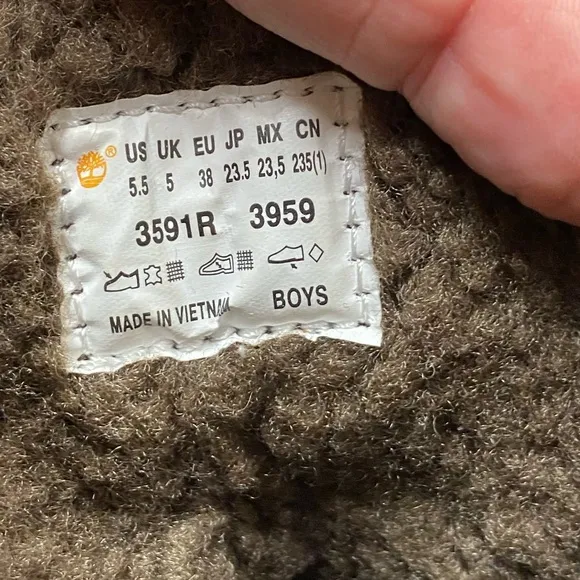 ® US UK EU JP MX CN
5.5 5 38 23.5 23,5 235(1)
3591R 3959
MADE IN VIETNAM BOYS